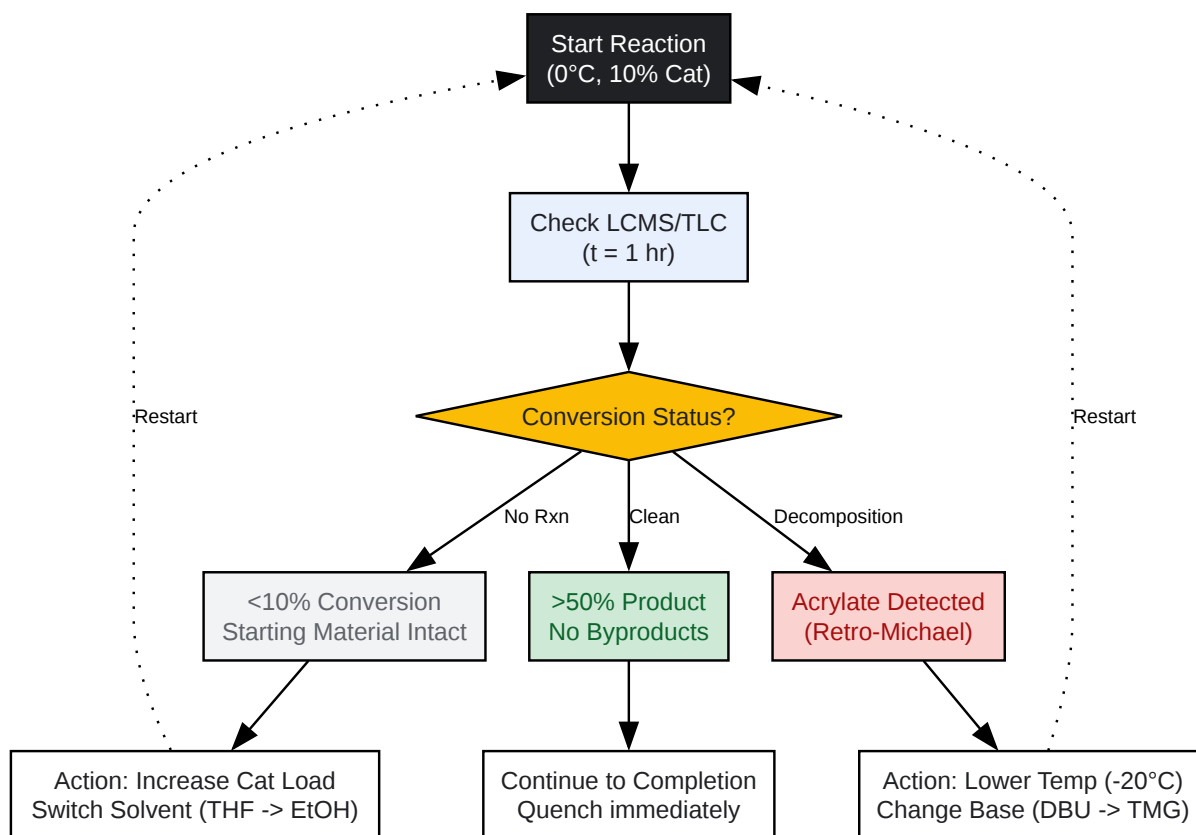 Start Reaction
(0°C, 10% Cat)
Check LCMS/TLC
(t = 1 hr)
Restart
Conversion Status?
Restart
No Rxn
Clean
Decomposition
<10% Conversion
Starting Material Intact
>50% Product
No Byproducts
Acrylate Detected
(Retro-Michael)
Action: Increase Cat Load
Switch Solvent (THF -> EtOH)
Continue to Completion
Quench immediately
Action: Lower Temp (-20°C)
Change Base (DBU -> TMG)